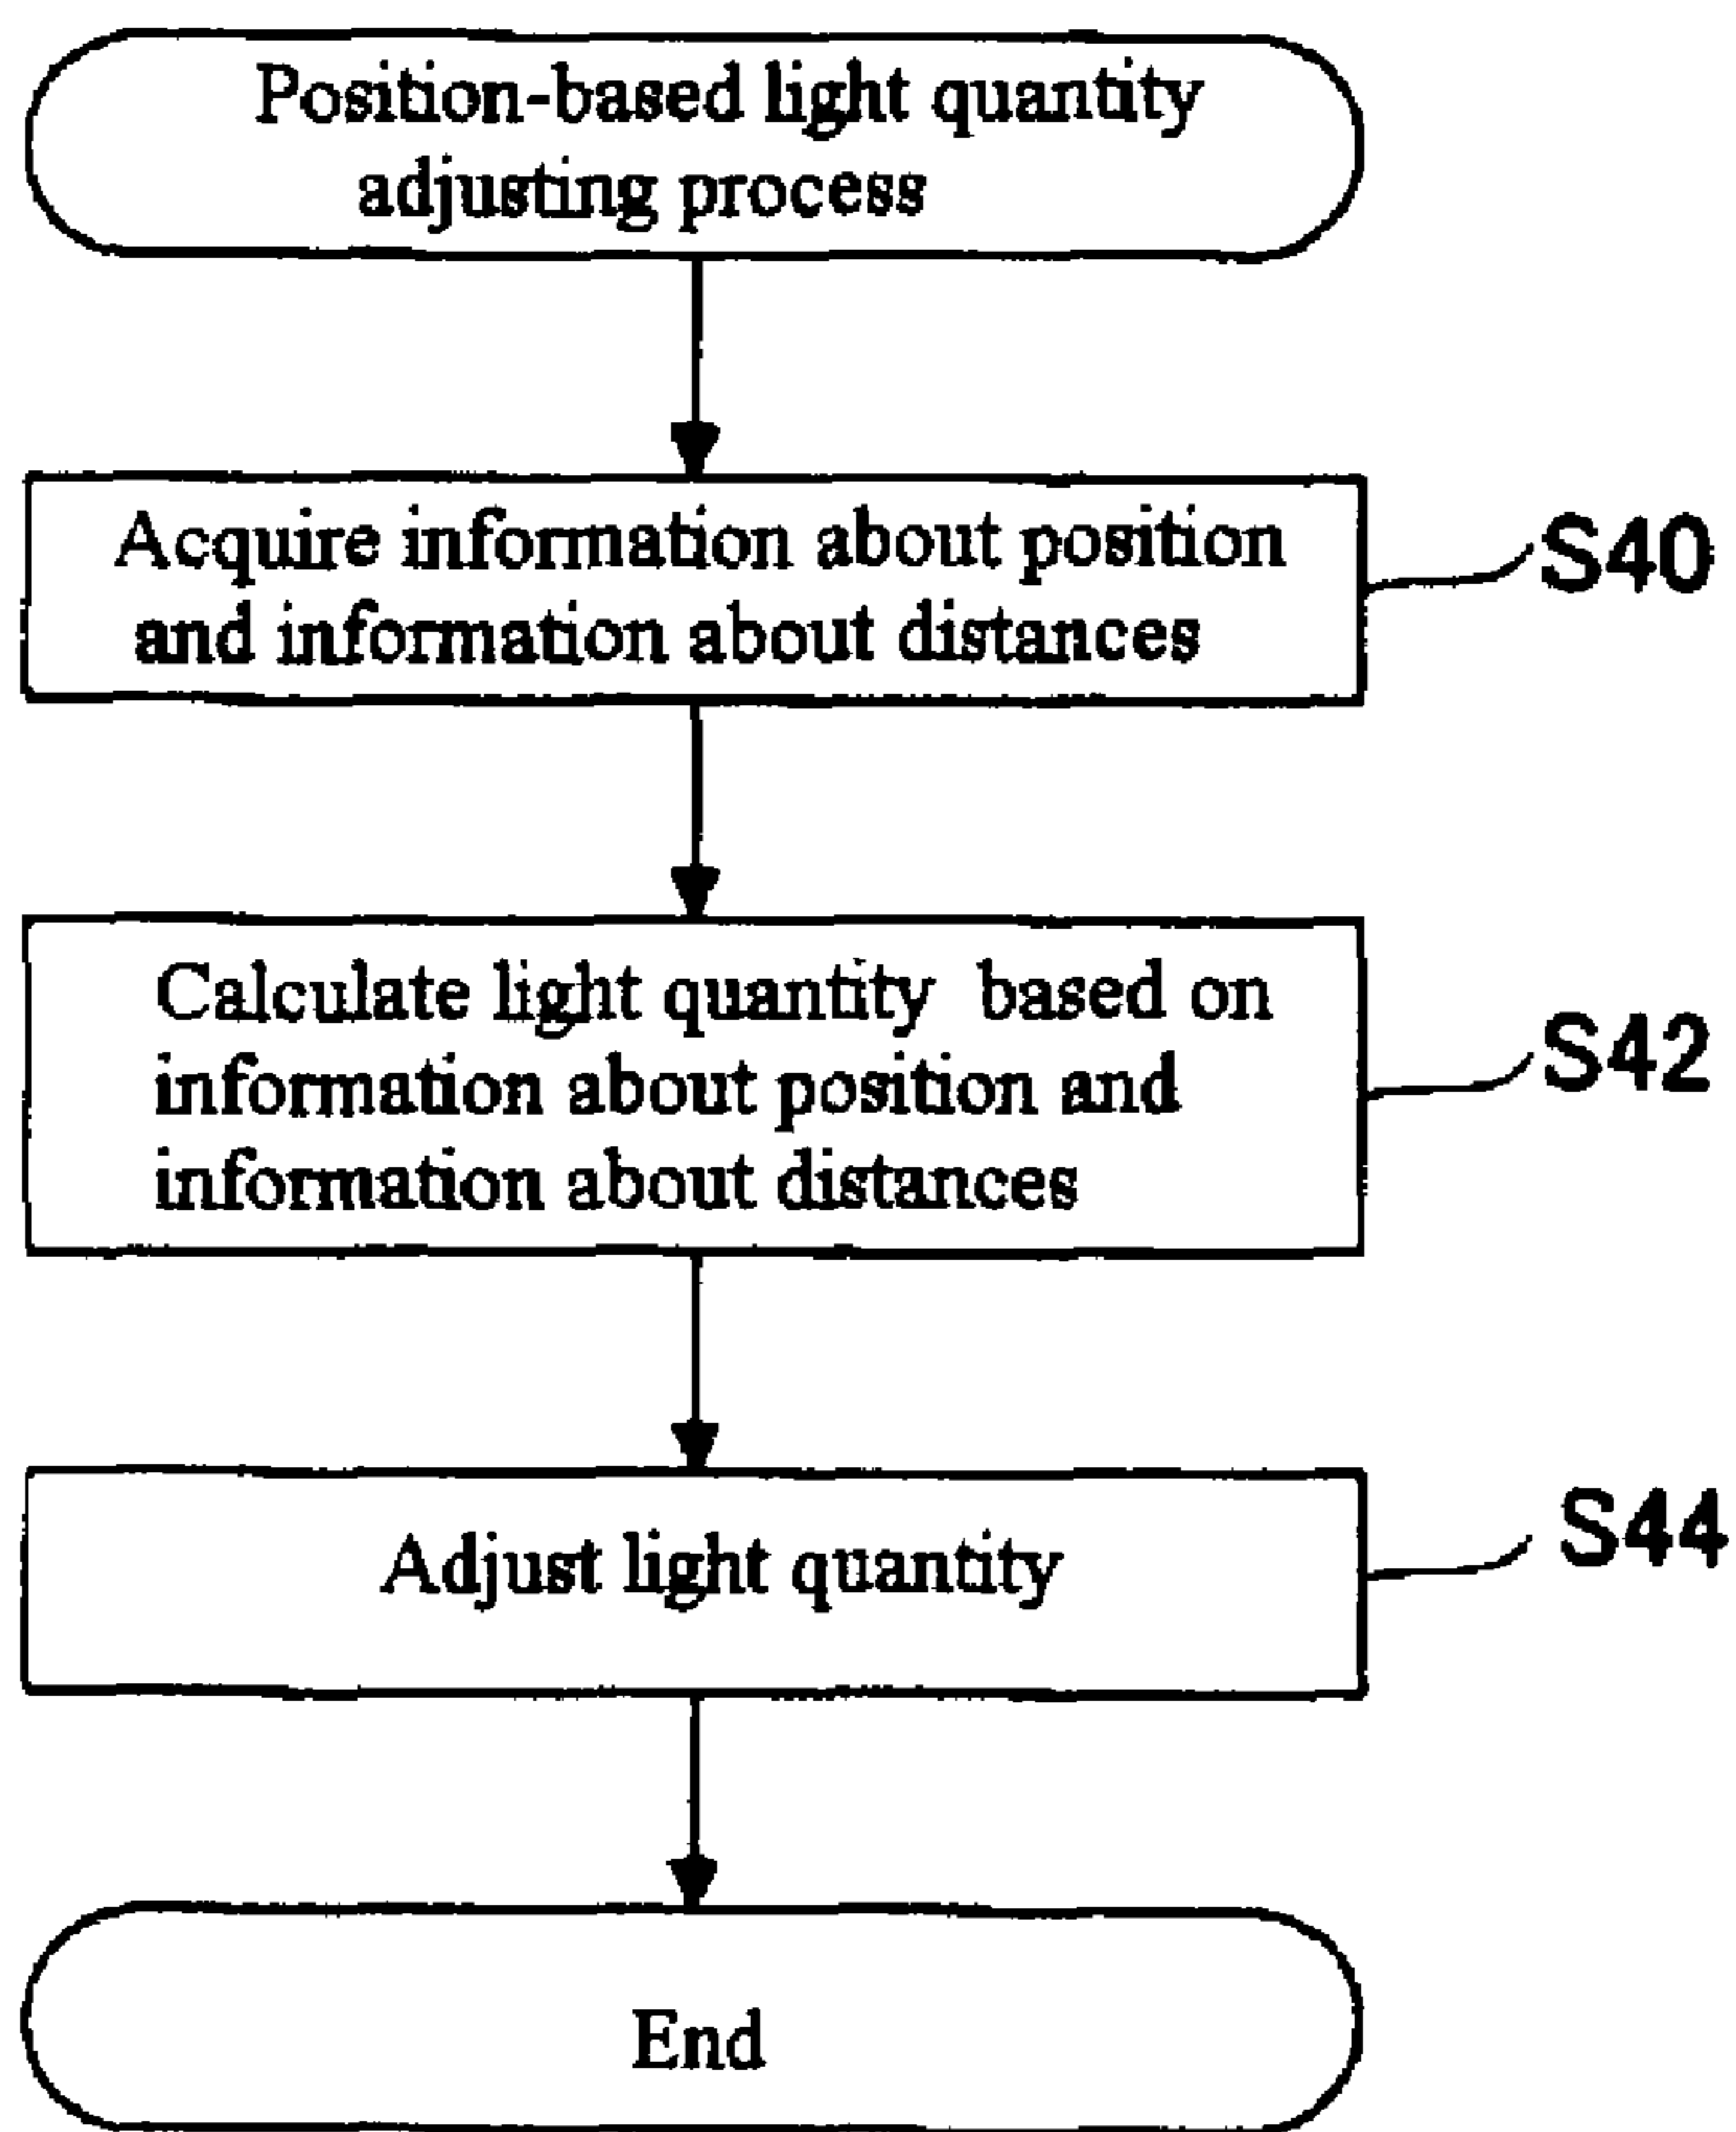 Position-based light quantity
adjusting process
Acquire information about position
and information about distances
S40
Calculate light quantity based on
information about position and
information about distances
S42
Adjust light quantity
S44
End